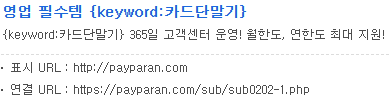 영업 필수템 {keyword:카드단말기}
{keyword:카드단말기} 365일 고객센터 운영! 월한도, 연한도 최대 지원!
· 표시 URL : http://payparan.com
· 연결 URL : https://payparan.com/sub/sub0202-1.php